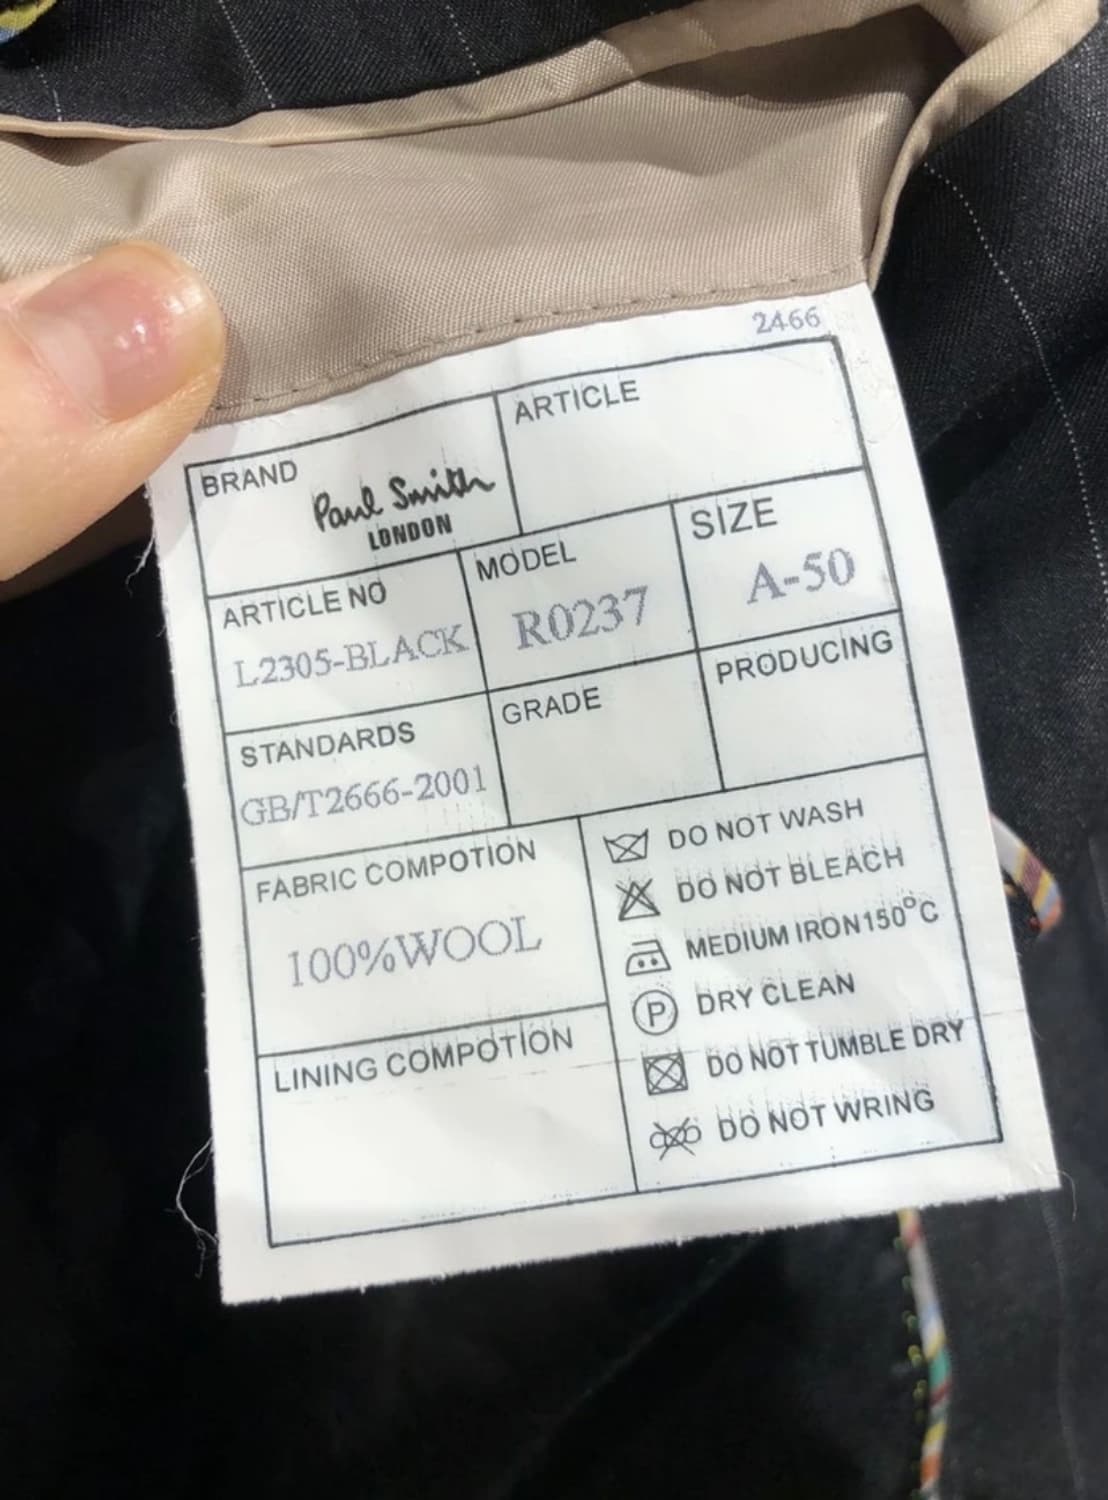 2466
BRAND
Paul Smith
LONDON
ARTICLE
ARTICLE NO
L2305-BLACK
MODEL
R0237
SIZE
A-50
STANDARDS
GB/T2666-2001
GRADE
PRODUCING
FABRIC COMPOTION
100%WOOL
LINING COMPOTION
DO NOT WASH
DO NOT BLEACH
MEDIUM IRON150°C
P DRY CLEAN
DO NOT TUMBLE DRY
DO NOT WRING